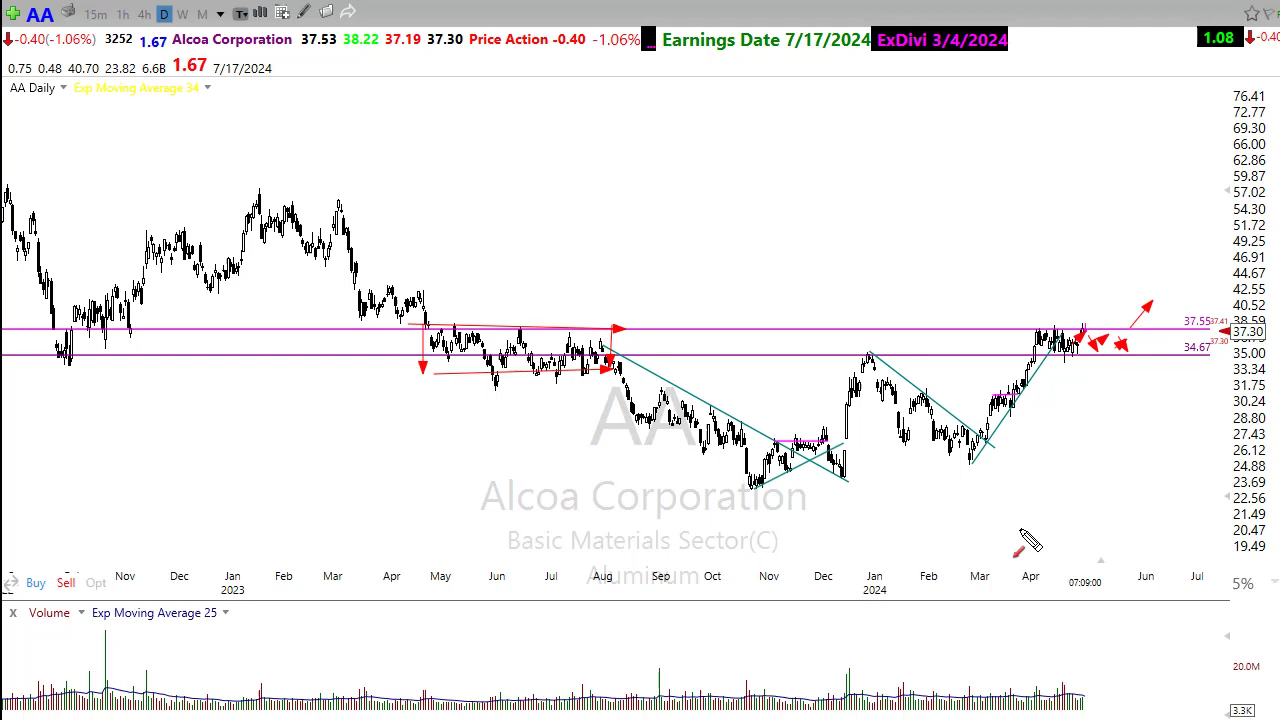 AA 15m 1h 4h D W M T
-0.40(-1.06%) 3252 1.67 Alcoa Corporation 37.53 38.22 37.19 37.30 Price Action -0.40 -1.06% ... Earnings Date 7/17/2024 ExDivi 3/4/2024 1.08 -0.40
0.75 0.48 40.70 23.82 6.6B 1.67 7/17/2024
AA Daily Exp Moving Average 34
76.41
72.77
69.30
66.00
62.86
59.87
57.02
54.30
51.72
49.25
46.91
44.67
42.55
40.52
37.55 37.41 38.59
37.30
37.30
34.67 35.00
33.34
31.75
30.24
28.80
27.43
26.12
24.88
23.69
22.56
21.49
20.47
19.49
AA
Alcoa Corporation
Basic Materials Sector(C)
Aluminum
Nov Dec Jan Feb Mar Apr May Jun Jul Aug Sep Oct Nov Dec Jan Feb Mar Apr 07:09:00 Jun Jul
2023 2024
Buy Sell Opt 5%
X Volume Exp Moving Average 25
20.0M
3.3K